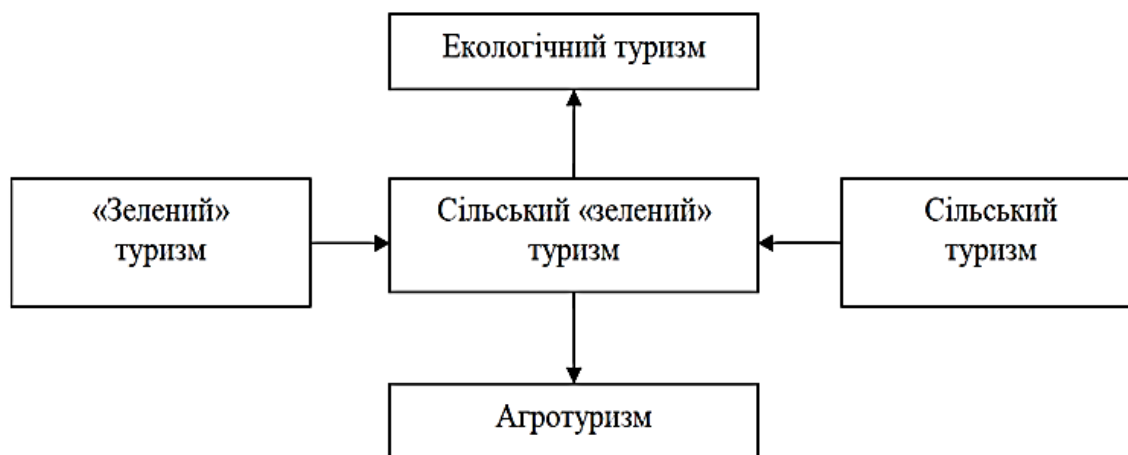 Екологічний туризм
«Зелений»
туризм
Сільський «зелений»
туризм
Сільський
туризм
Агротуризм